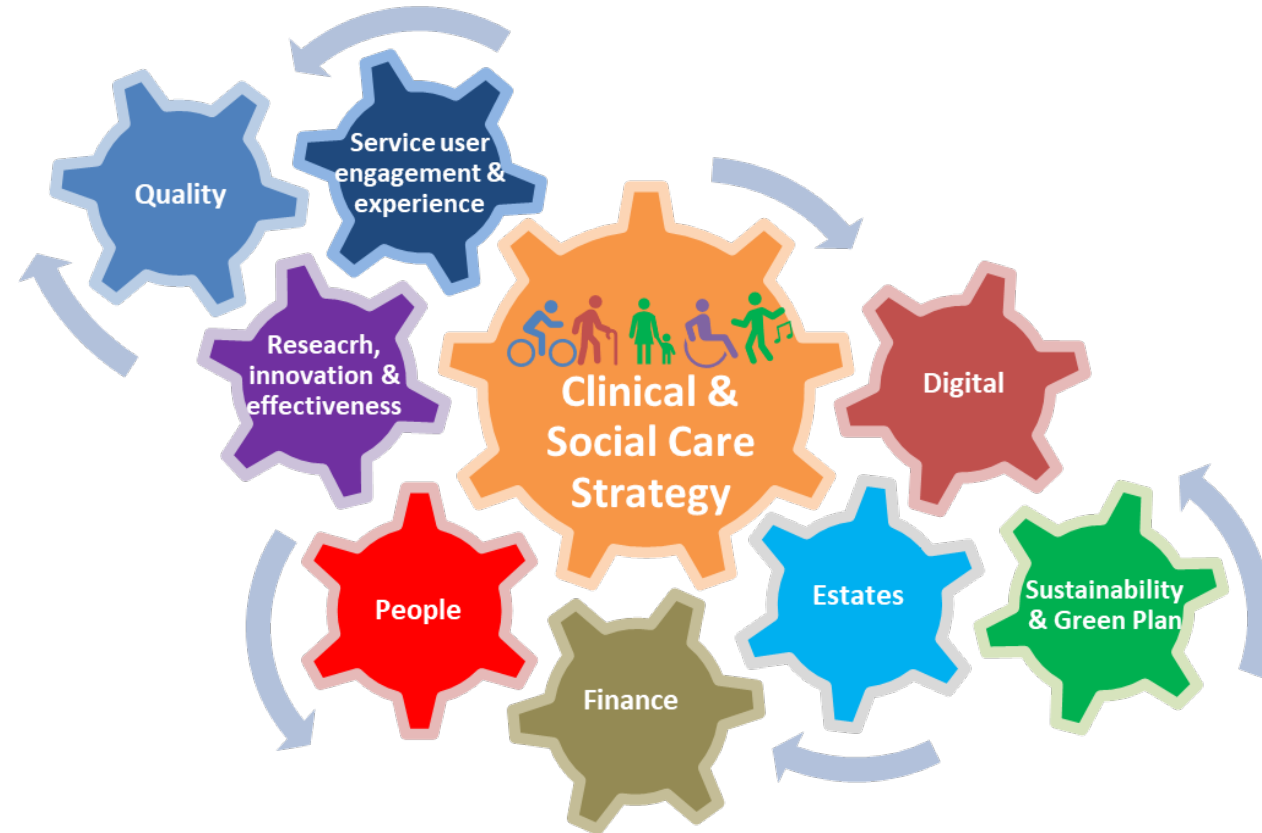 Service user
engagement &
experience
Quality
Reseacrh,
innovation &
effectiveness
Clinical &
Social Care
Strategy
Digital
People
Finance
Estates
Sustainability
& Green Plan